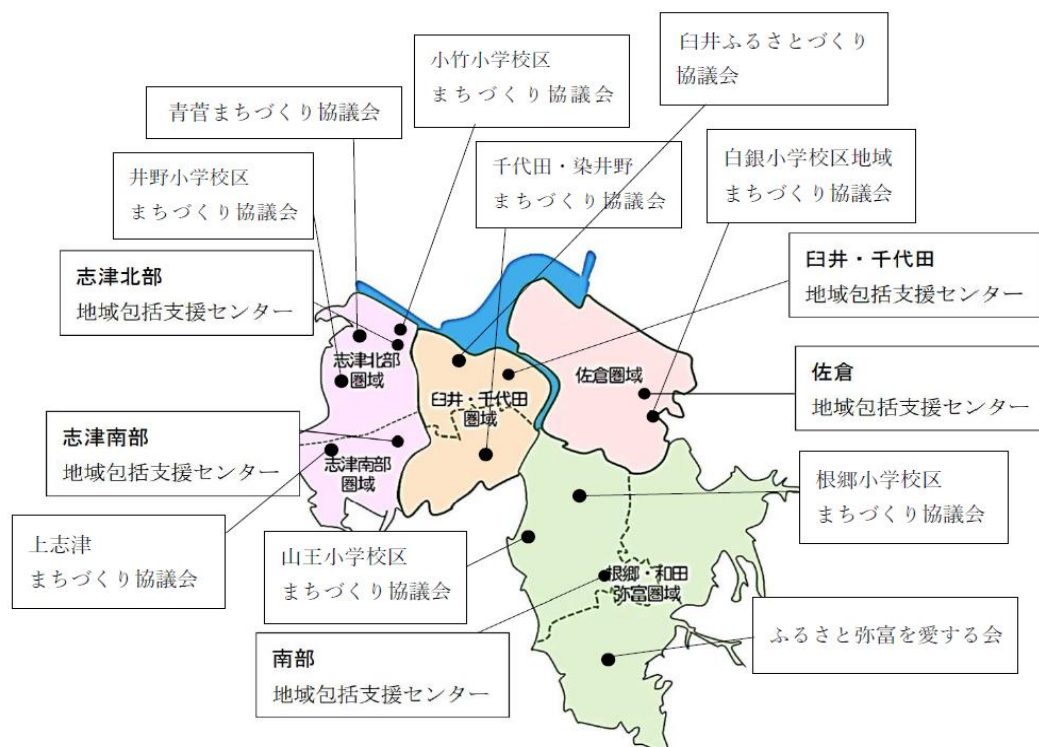 小竹小学校区
まちづくり協議会
臼井ふるさとづくり
協議会
青菅まちづくり協議会
井野小学校区
まちづくり協議会
千代田・染井野
まちづくり協議会
白銀小学校区地域
まちづくり協議会
志津北部
地域包括支援センター
臼井・千代田
地域包括支援センター
志津北部
圏域
佐倉圏域
臼井・千代田
圏域
佐倉
地域包括支援センター
志津南部
地域包括支援センター
志津南部
圏域
根郷小学校区
まちづくり協議会
上志津
まちづくり協議会
山王小学校区
まちづくり協議会
根郷・和田
弥富圏域
ふるさと弥富を愛する会
南部
地域包括支援センター